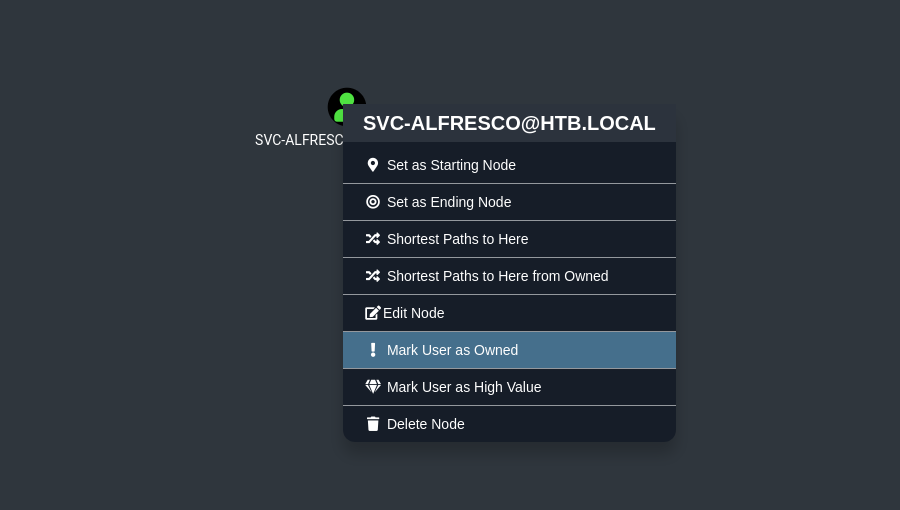 SVC-ALFRESCO@HTB.LOCAL
SVC-ALFRESC
Set as Starting Node
Set as Ending Node
Shortest Paths to Here
Shortest Paths to Here from Owned
Edit Node
Mark User as Owned
Mark User as High Value
Delete Node